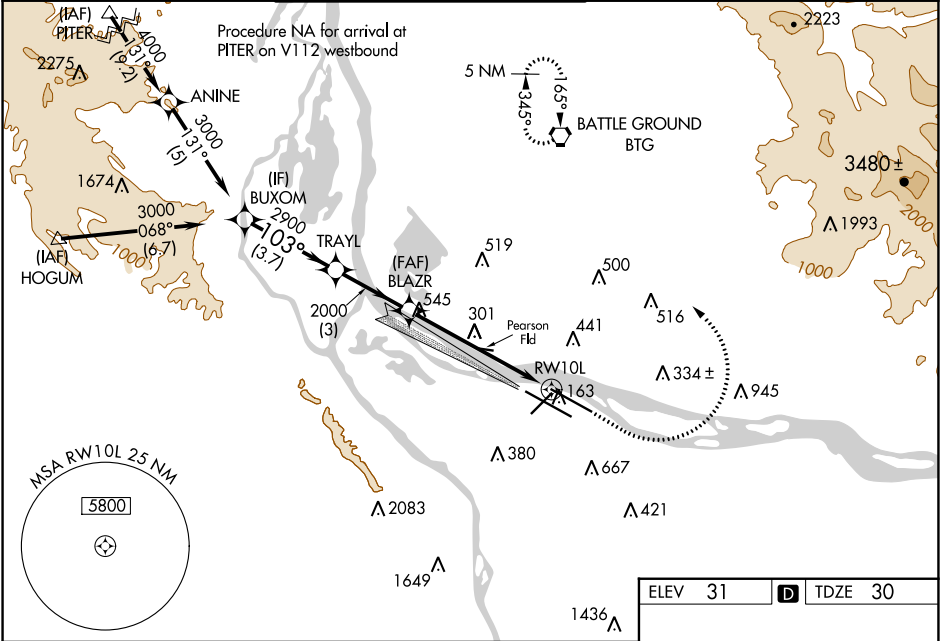 (IAF)
PITER
4000
131°
(9.2)
Procedure NA for arrival at
PITER on V112 westbound
2223
2275
ANINE
5 NM
345°
165°
BATTLE GROUND
BTG
3000
131°
(5)
1674
3480 ±
(IF)
BUXOM
2900
103°
(3.7)
3000
068°
(6.7)
1000
(IAF)
HOGUM
TRAYL
1993
2000
1000
(FAF)
BLAZR
519
500
2000
(3)
545
301
516
Pearson
Fld
441
RW10L
163
334 ±
945
380
667
MSA RW10L 25 NM
5800
2083
421
1649
1436
ELEV 31 D TDZE 30